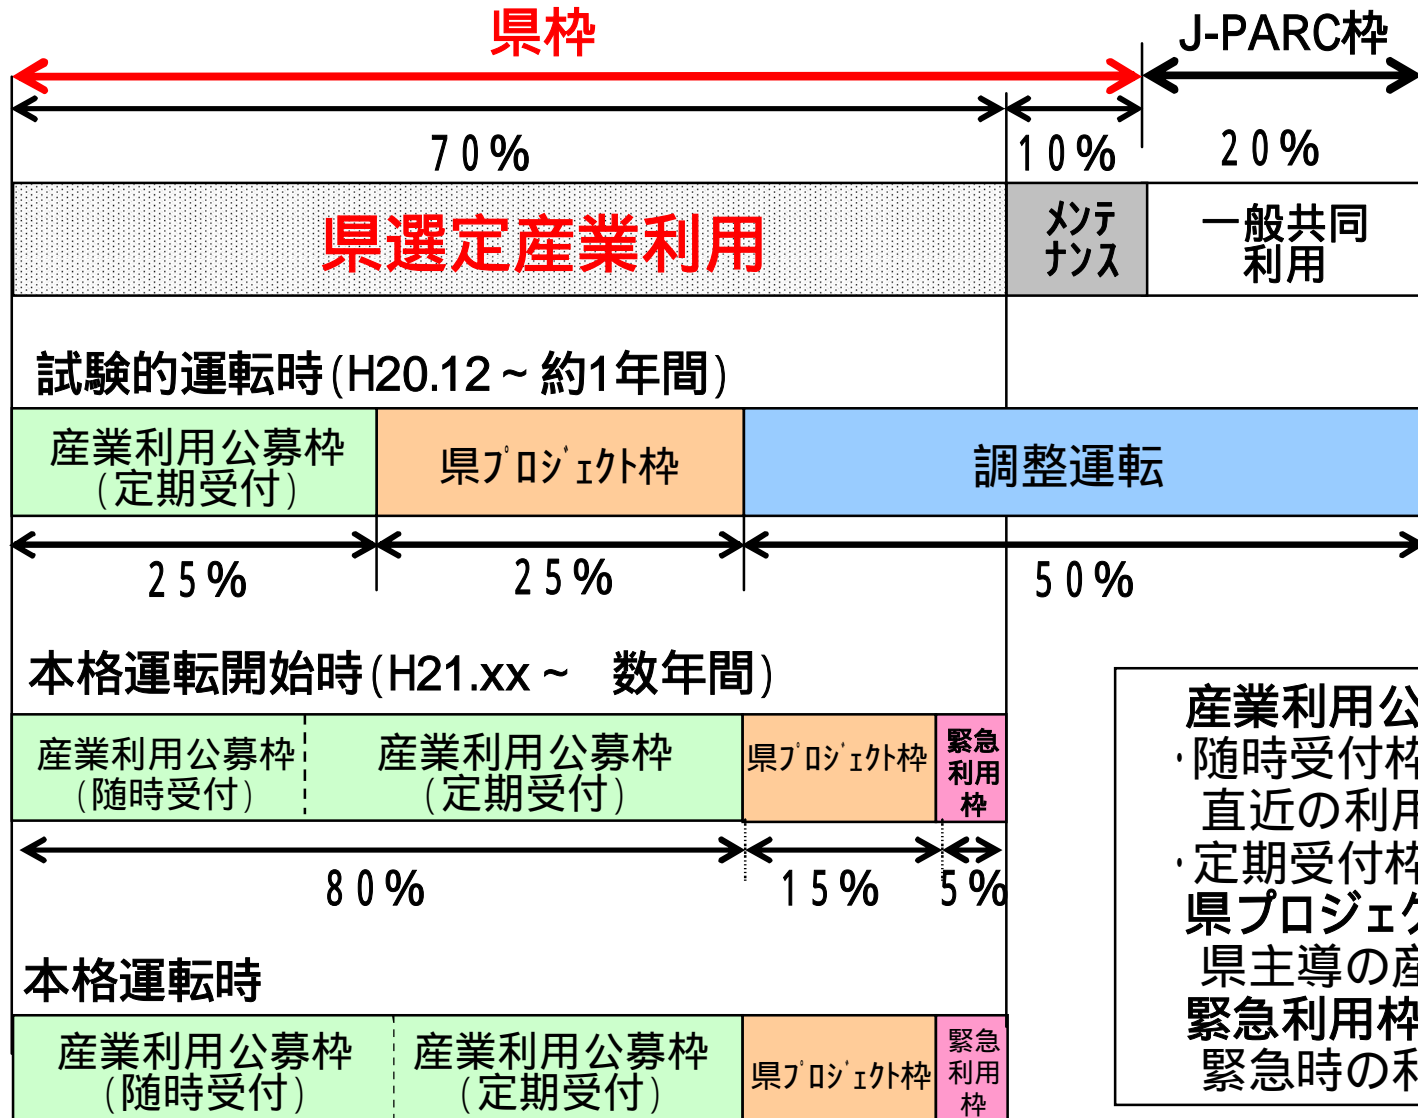 県枠
J-PARC枠
70%
10%
20%
県選定産業利用
メンテ
ナンス
一般共同
利用
試験的運転時(H20.12～約1年間)
産業利用公募枠
(定期受付)
県プロジェクト枠
調整運転
25%
25%
50%
本格運転開始時(H21.xx～　数年間)
産業利用公募枠
(随時受付)
産業利用公募枠
(定期受付)
県プロジェクト枠
緊急
利用
枠
80%
15%
5%
産業利用公
・随時受付枠
直近の利用
・定期受付枠
県プロジェク
県主導の産
緊急利用枠
緊急時の利
本格運転時
産業利用公募枠
(随時受付)
産業利用公募枠
(定期受付)
県プロジェクト枠
緊急
利用
枠